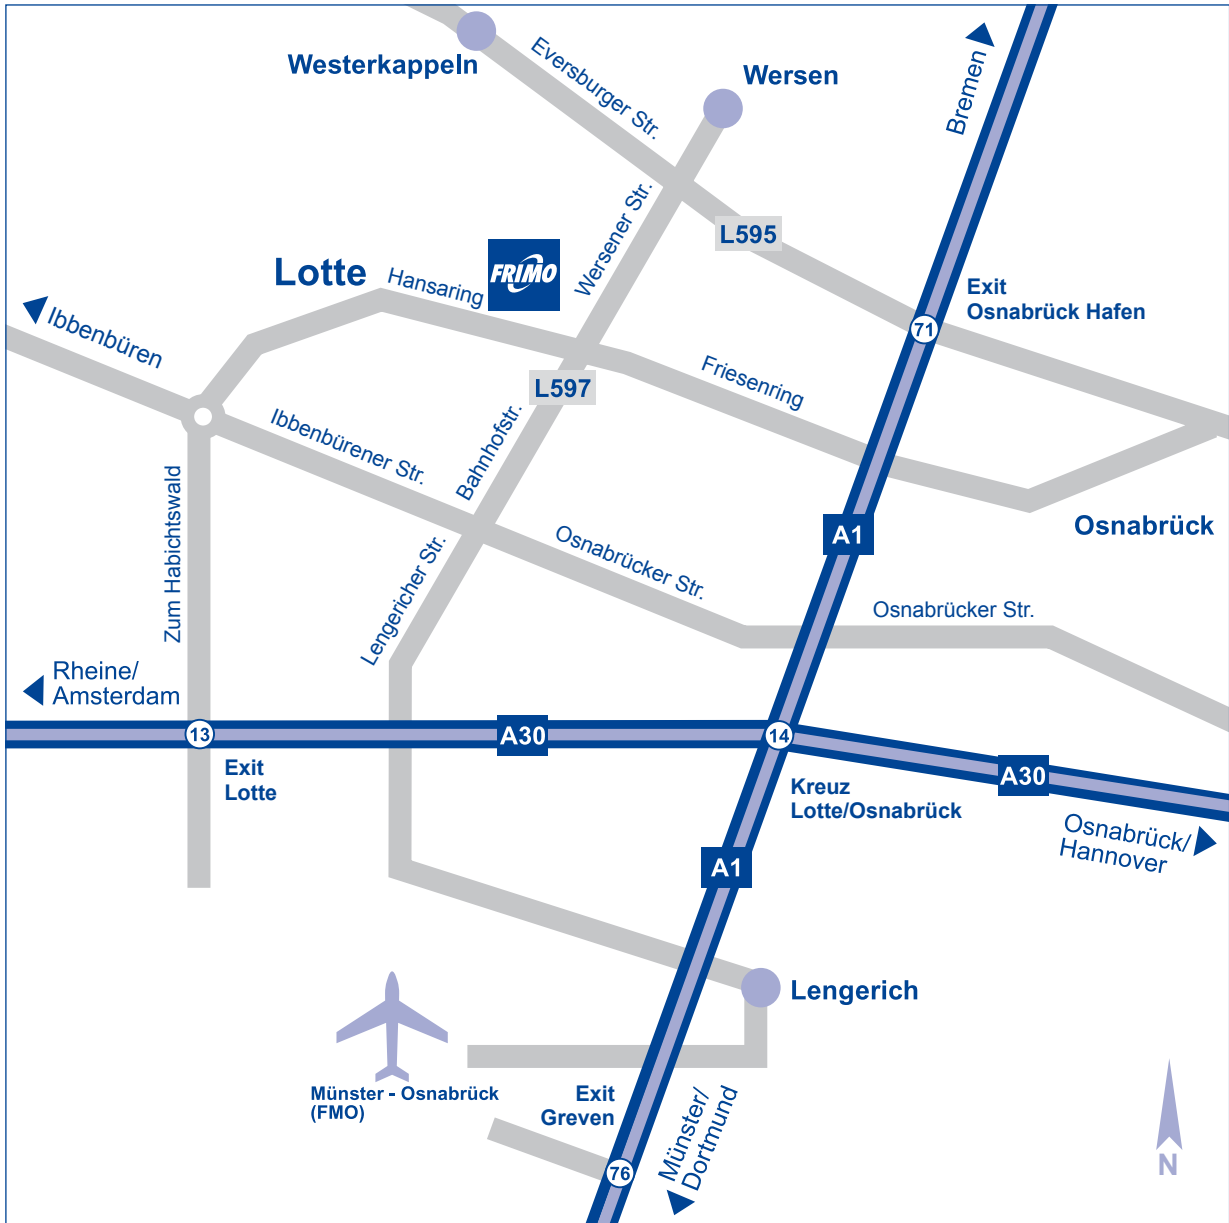 Westerkappeln
Eversburger Str.
Wersen
Bremen
Wersener Str.
L595
Lotte
Hansaring
FRIMO
Exit
Osnabrück Hafen
71
Ibbenbüren
L597
Friesenring
Ibbenbürener Str.
Bahnhofstr.
Zum Habichtswald
Lengericher Str.
Osnabrücker Str.
A1
Osnabrück
Osnabrücker Str.
Rheine/
Amsterdam
13
A30
14
Exit
Lotte
Kreuz
Lotte/Osnabrück
A30
Osnabrück/
Hannover
A1
Lengerich
Münster - Osnabrück
(FMO)
Exit
Greven
76
Münster/
Dortmund
N